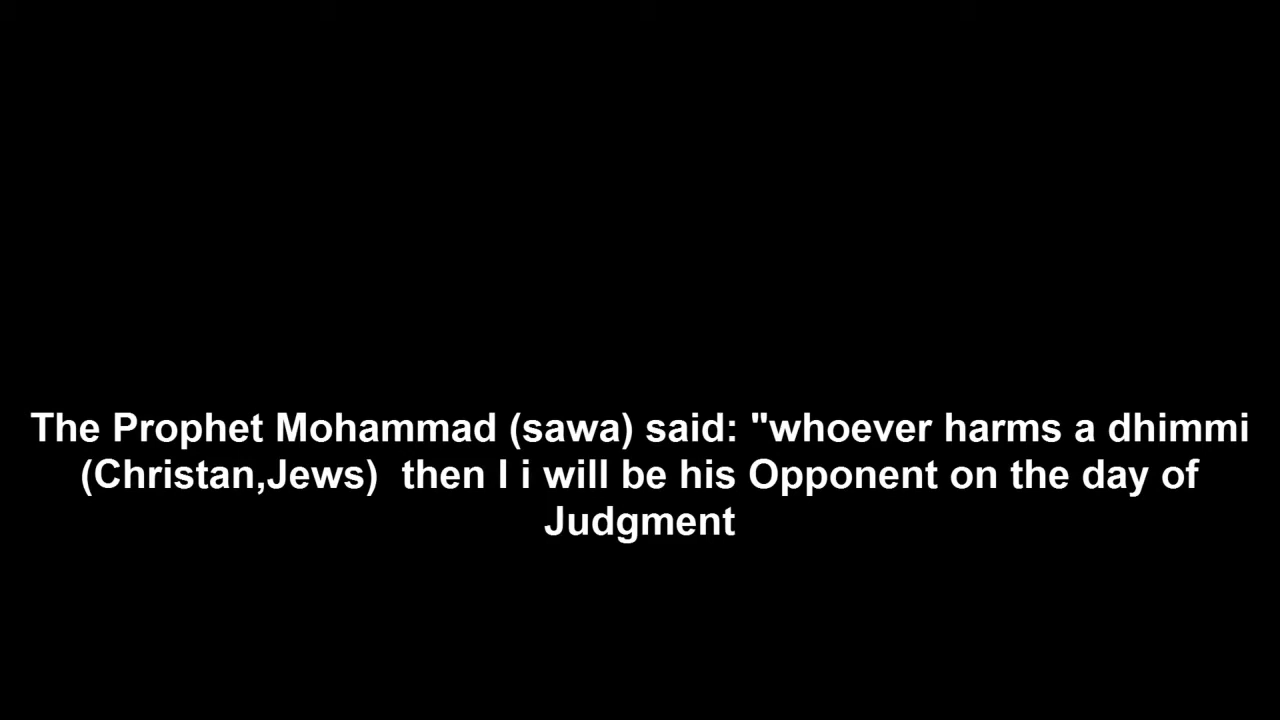 The Prophet Mohammad (sawa) said: "whoever harms a dhimmi
(Christan,Jews)  then I i will be his Opponent on the day of
Judgment